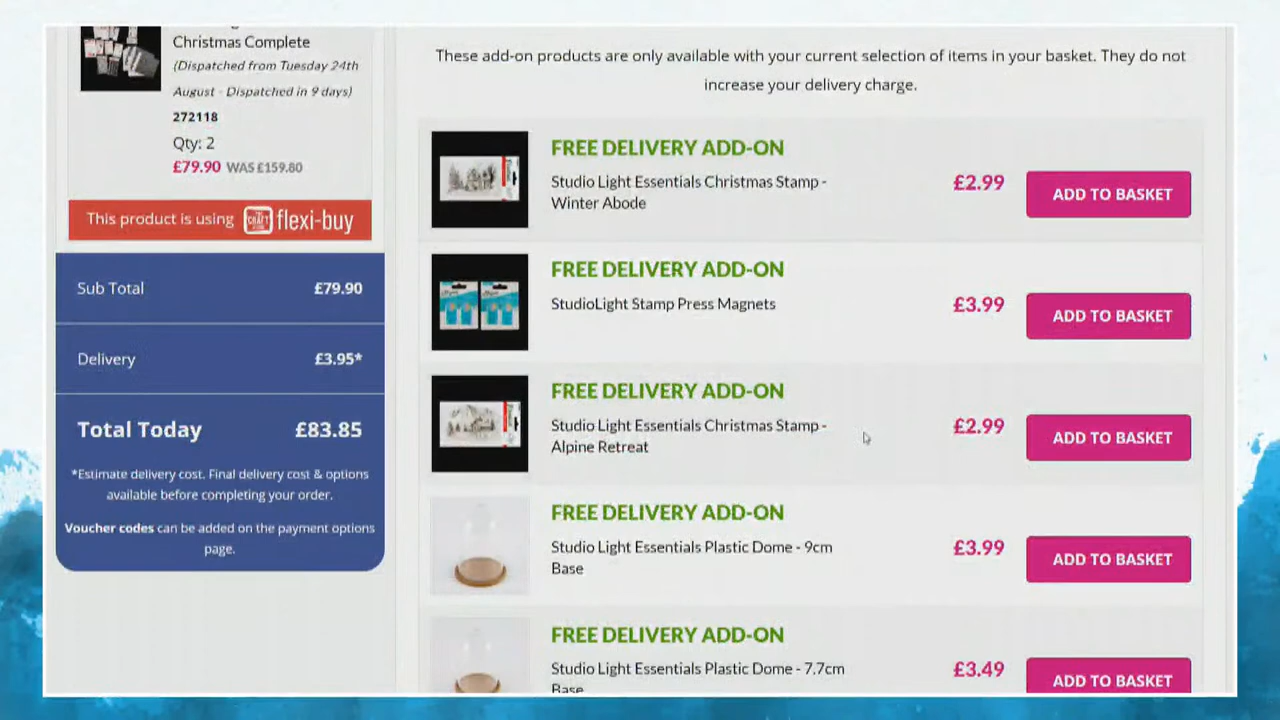 Christmas Complete
(Dispatched from Tuesday 24th
August - Dispatched in 9 days)
272118
Qty: 2
£79.90 WAS £159.80
This product is using THE CRAFT STORE flexi-buy
Sub Total £79.90
Delivery £3.95*
Total Today £83.85
*Estimate delivery cost. Final delivery cost & options
available before completing your order.
Voucher codes can be added on the payment options
page.
These add-on products are only available with your current selection of items in your basket. They do not
increase your delivery charge.
FREE DELIVERY ADD-ON
Studio Light Essentials Christmas Stamp -
Winter Abode
£2.99 ADD TO BASKET
FREE DELIVERY ADD-ON
StudioLight Stamp Press Magnets
£3.99 ADD TO BASKET
FREE DELIVERY ADD-ON
Studio Light Essentials Christmas Stamp -
Alpine Retreat
£2.99 ADD TO BASKET
FREE DELIVERY ADD-ON
Studio Light Essentials Plastic Dome - 9cm
Base
£3.99 ADD TO BASKET
FREE DELIVERY ADD-ON
Studio Light Essentials Plastic Dome - 7.7cm
Base
£3.49 ADD TO BASKET